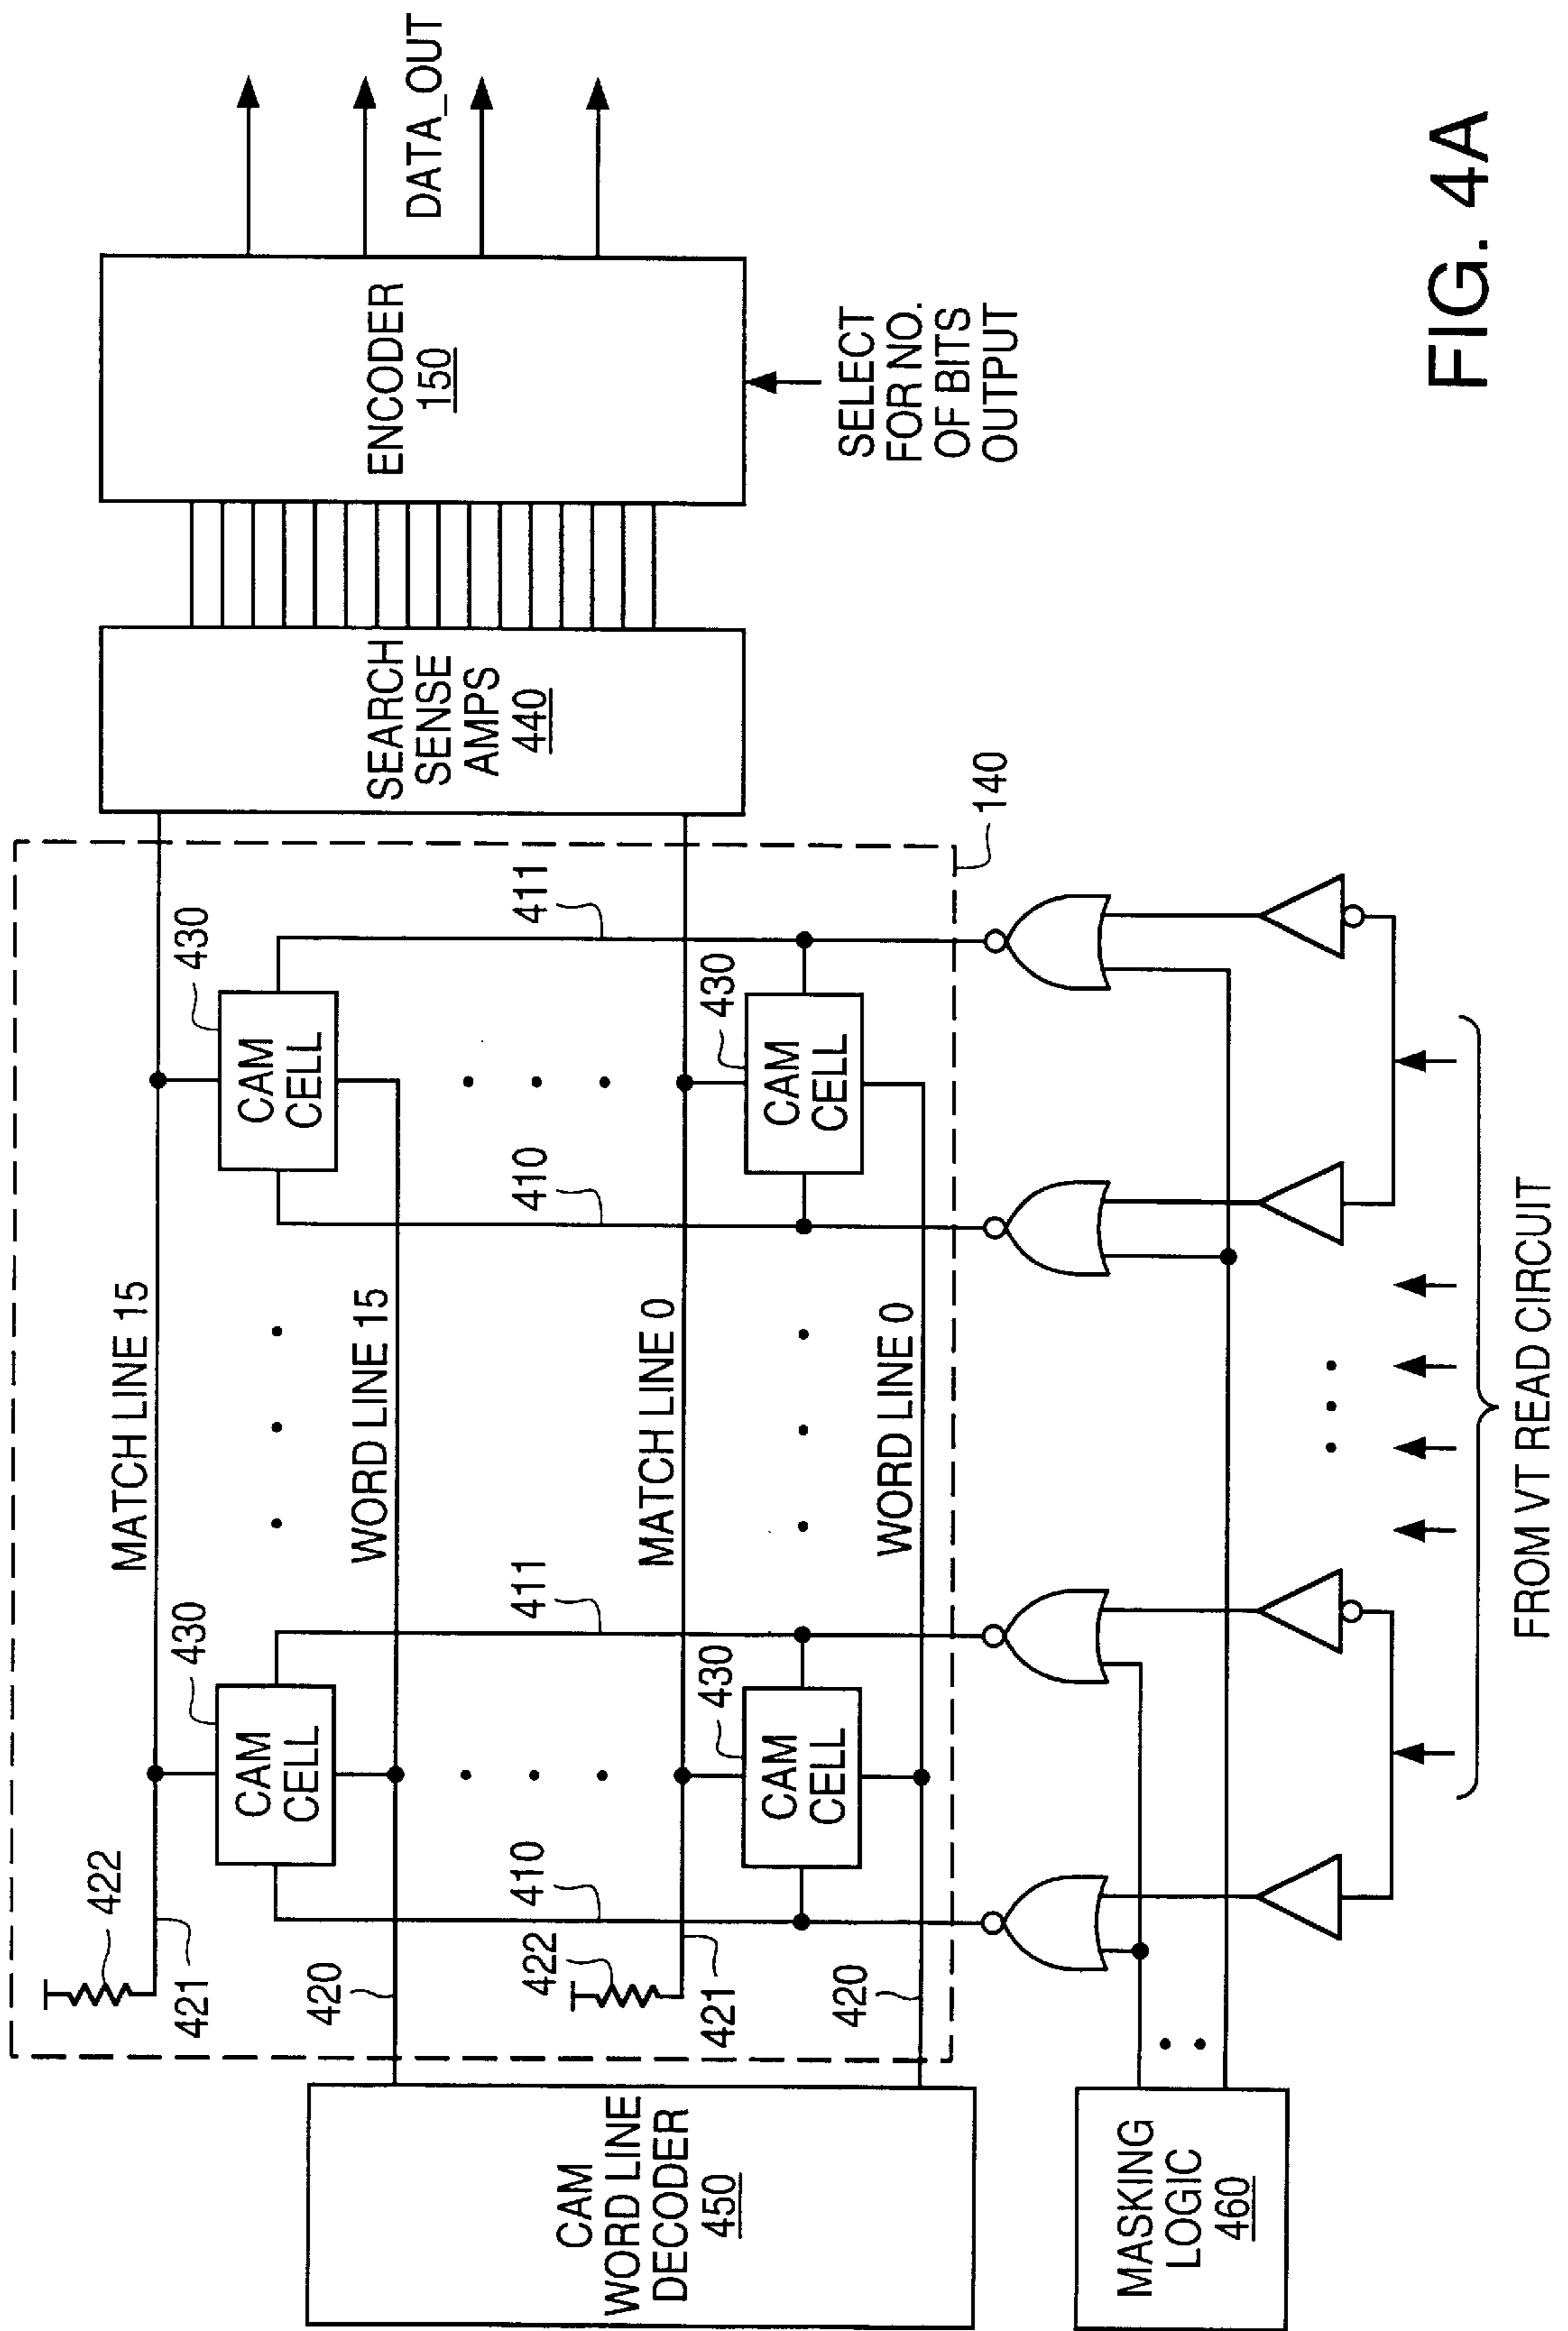 422
MATCH LINE 15
421
430
430
CAM
CELL
CAM
CELL
SEARCH
SENSE
AMPS
440
ENCODER
150
DATA_OUT
420
WORD LINE 15
410
411
410
411
422
MATCH LINE 0
421
430
430
CAM
CELL
CAM
CELL
420
WORD LINE 0
140
SELECT
FOR NO.
OF BITS
OUTPUT
CAM
WORD LINE
DECODER
450
MASKING
LOGIC
460
FROM VT READ CIRCUIT
FIG. 4A